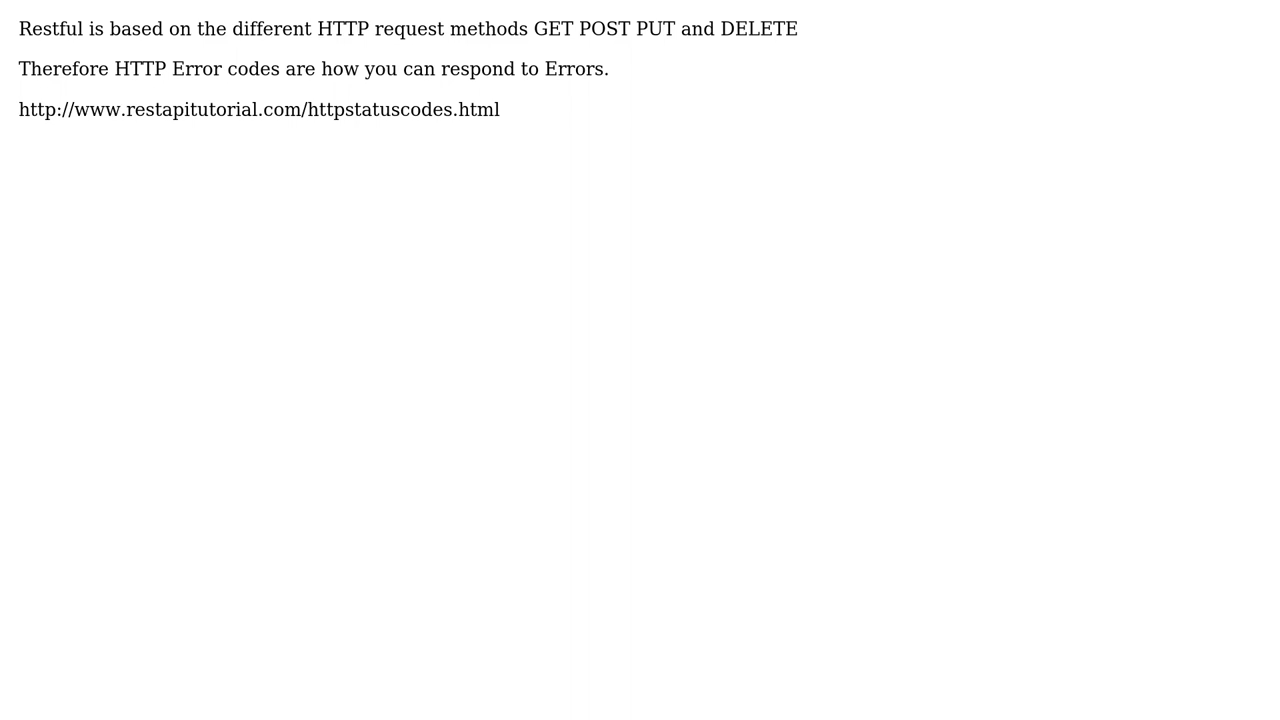 Restful is based on the different HTTP request methods GET POST PUT and DELETE
Therefore HTTP Error codes are how you can respond to Errors.
http://www.restapitutorial.com/httpstatuscodes.html